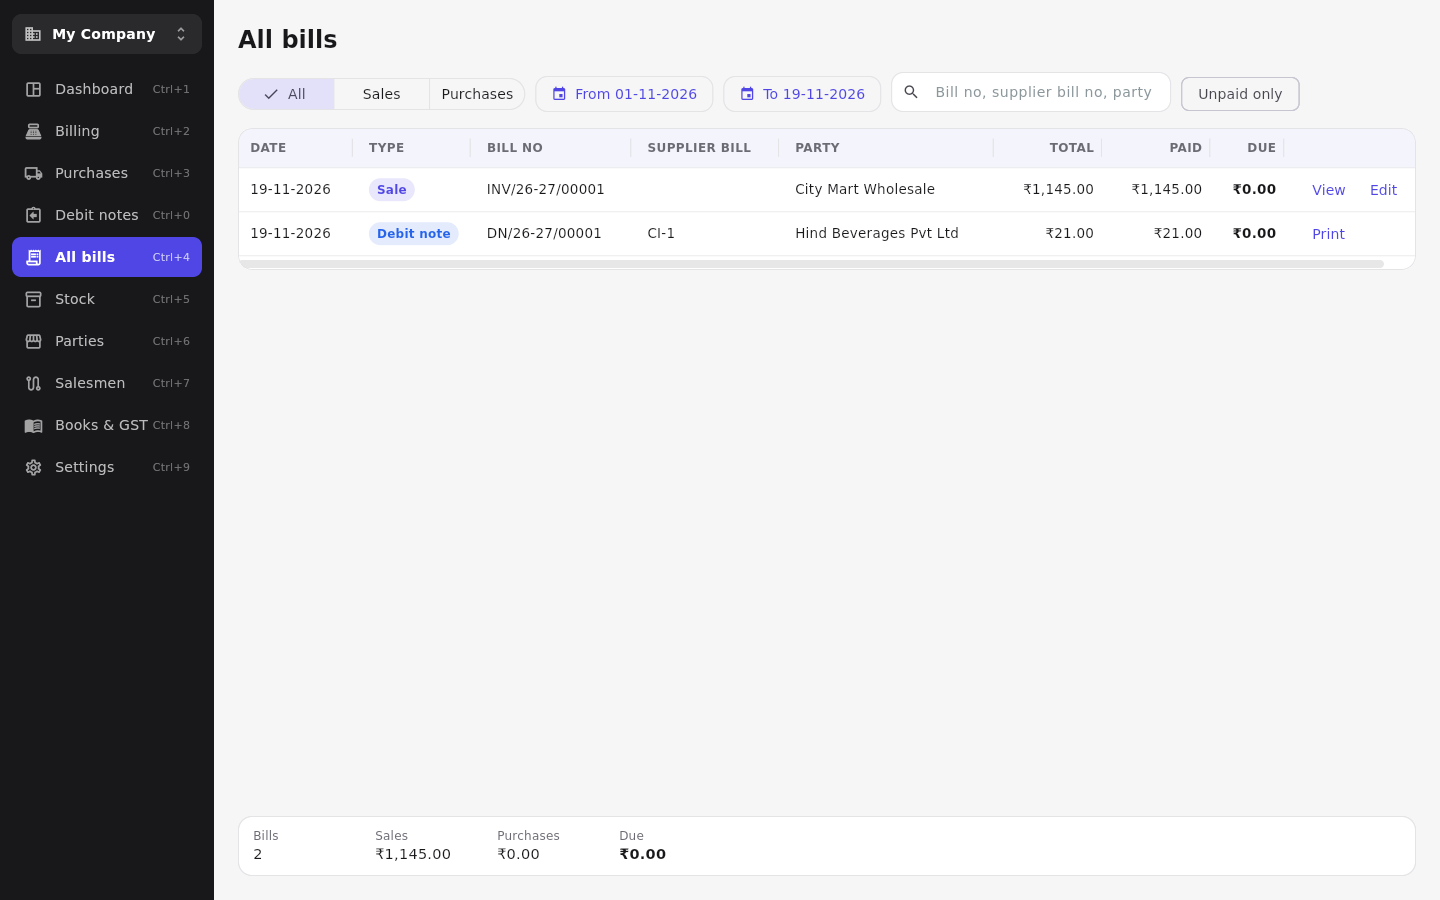 My Company
Dashboard Ctrl+1
Billing Ctrl+2
Purchases Ctrl+3
Debit notes Ctrl+0
All bills Ctrl+4
Stock Ctrl+5
Parties Ctrl+6
Salesmen Ctrl+7
Books & GST Ctrl+8
Settings Ctrl+9
All bills
All Sales Purchases From 01-11-2026 To 19-11-2026 Bill no, supplier bill no, party Unpaid only
DATE TYPE BILL NO SUPPLIER BILL PARTY TOTAL PAID DUE
19-11-2026 Sale INV/26-27/00001 City Mart Wholesale ₹1,145.00 ₹1,145.00 ₹0.00 View Edit
19-11-2026 Debit note DN/26-27/00001 CI-1 Hind Beverages Pvt Ltd ₹21.00 ₹21.00 ₹0.00 Print
Bills Sales Purchases Due
2 ₹1,145.00 ₹0.00 ₹0.00